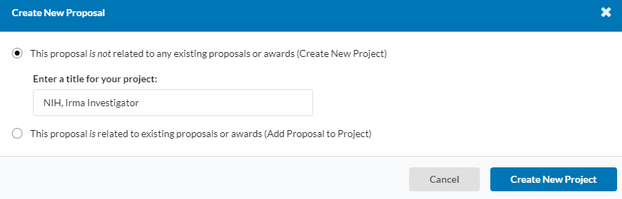 Create New Proposal
This proposal is not related to any existing proposals or awards (Create New Project)
Enter a title for your project:
NIH, Irma Investigator
This proposal is related to existing proposals or awards (Add Proposal to Project)
Cancel
Create New Project